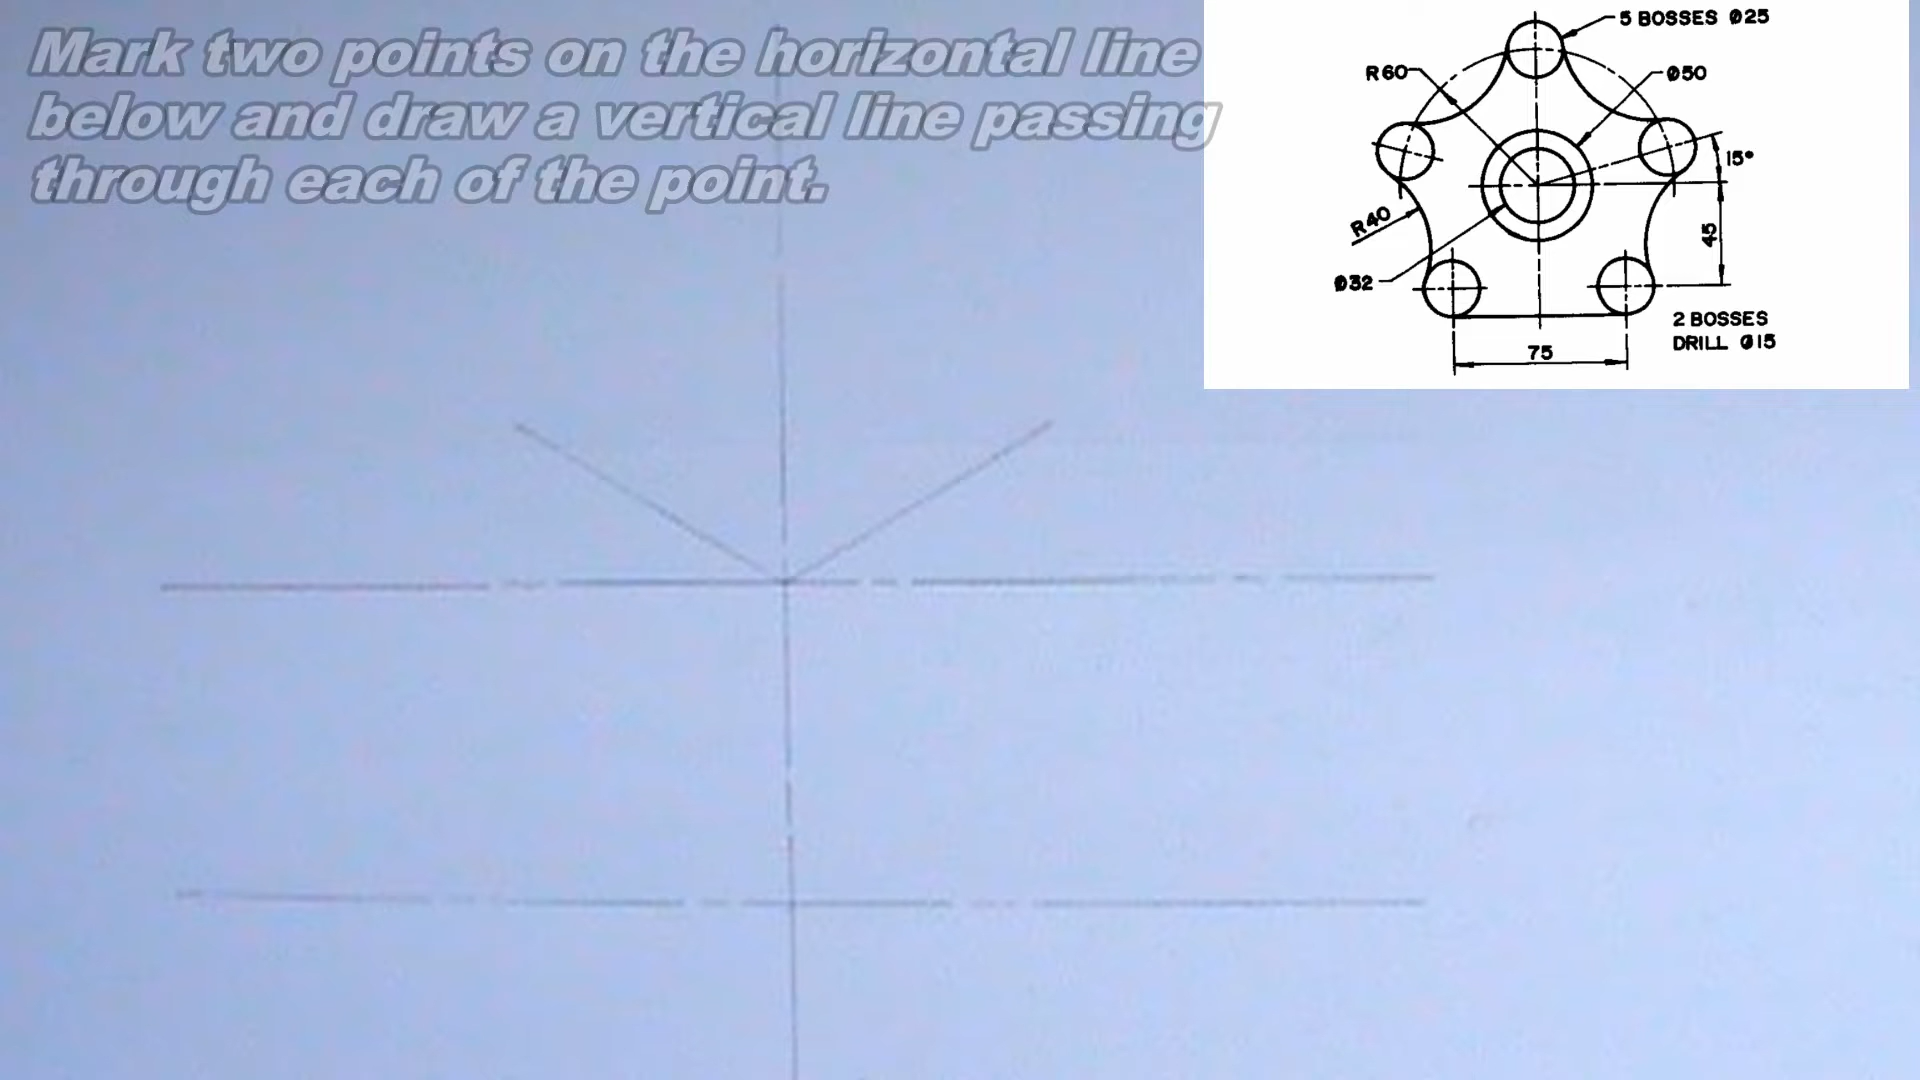 Mark two points on the horizontal line
below and draw a vertical line passing
through each of the point.
5 BOSSES Ø25
R60
Ø50
15°
R40
45
Ø32
2 BOSSES
DRILL Ø15
75